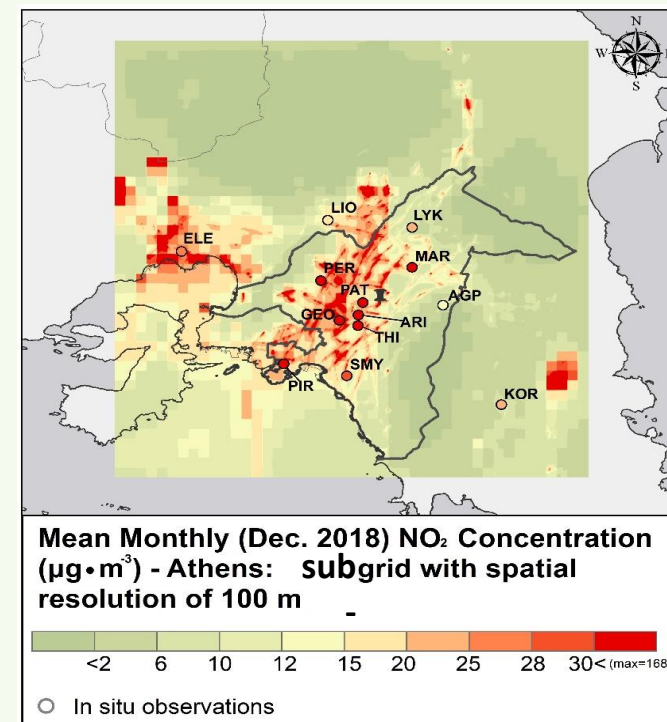 N
W
S
LIO
LYK
ELE
MAR
PER
PAT
AGP
GEO
ARI
THI
SMY
PIR
KOR
Mean Monthly (Dec. 2018) NO₂ Concentration
(µg•m⁻³) - Athens: subgrid with spatial
resolution of 100 m
-
<2 6 10 12 15 20 25 28 30< (max=168
In situ observations